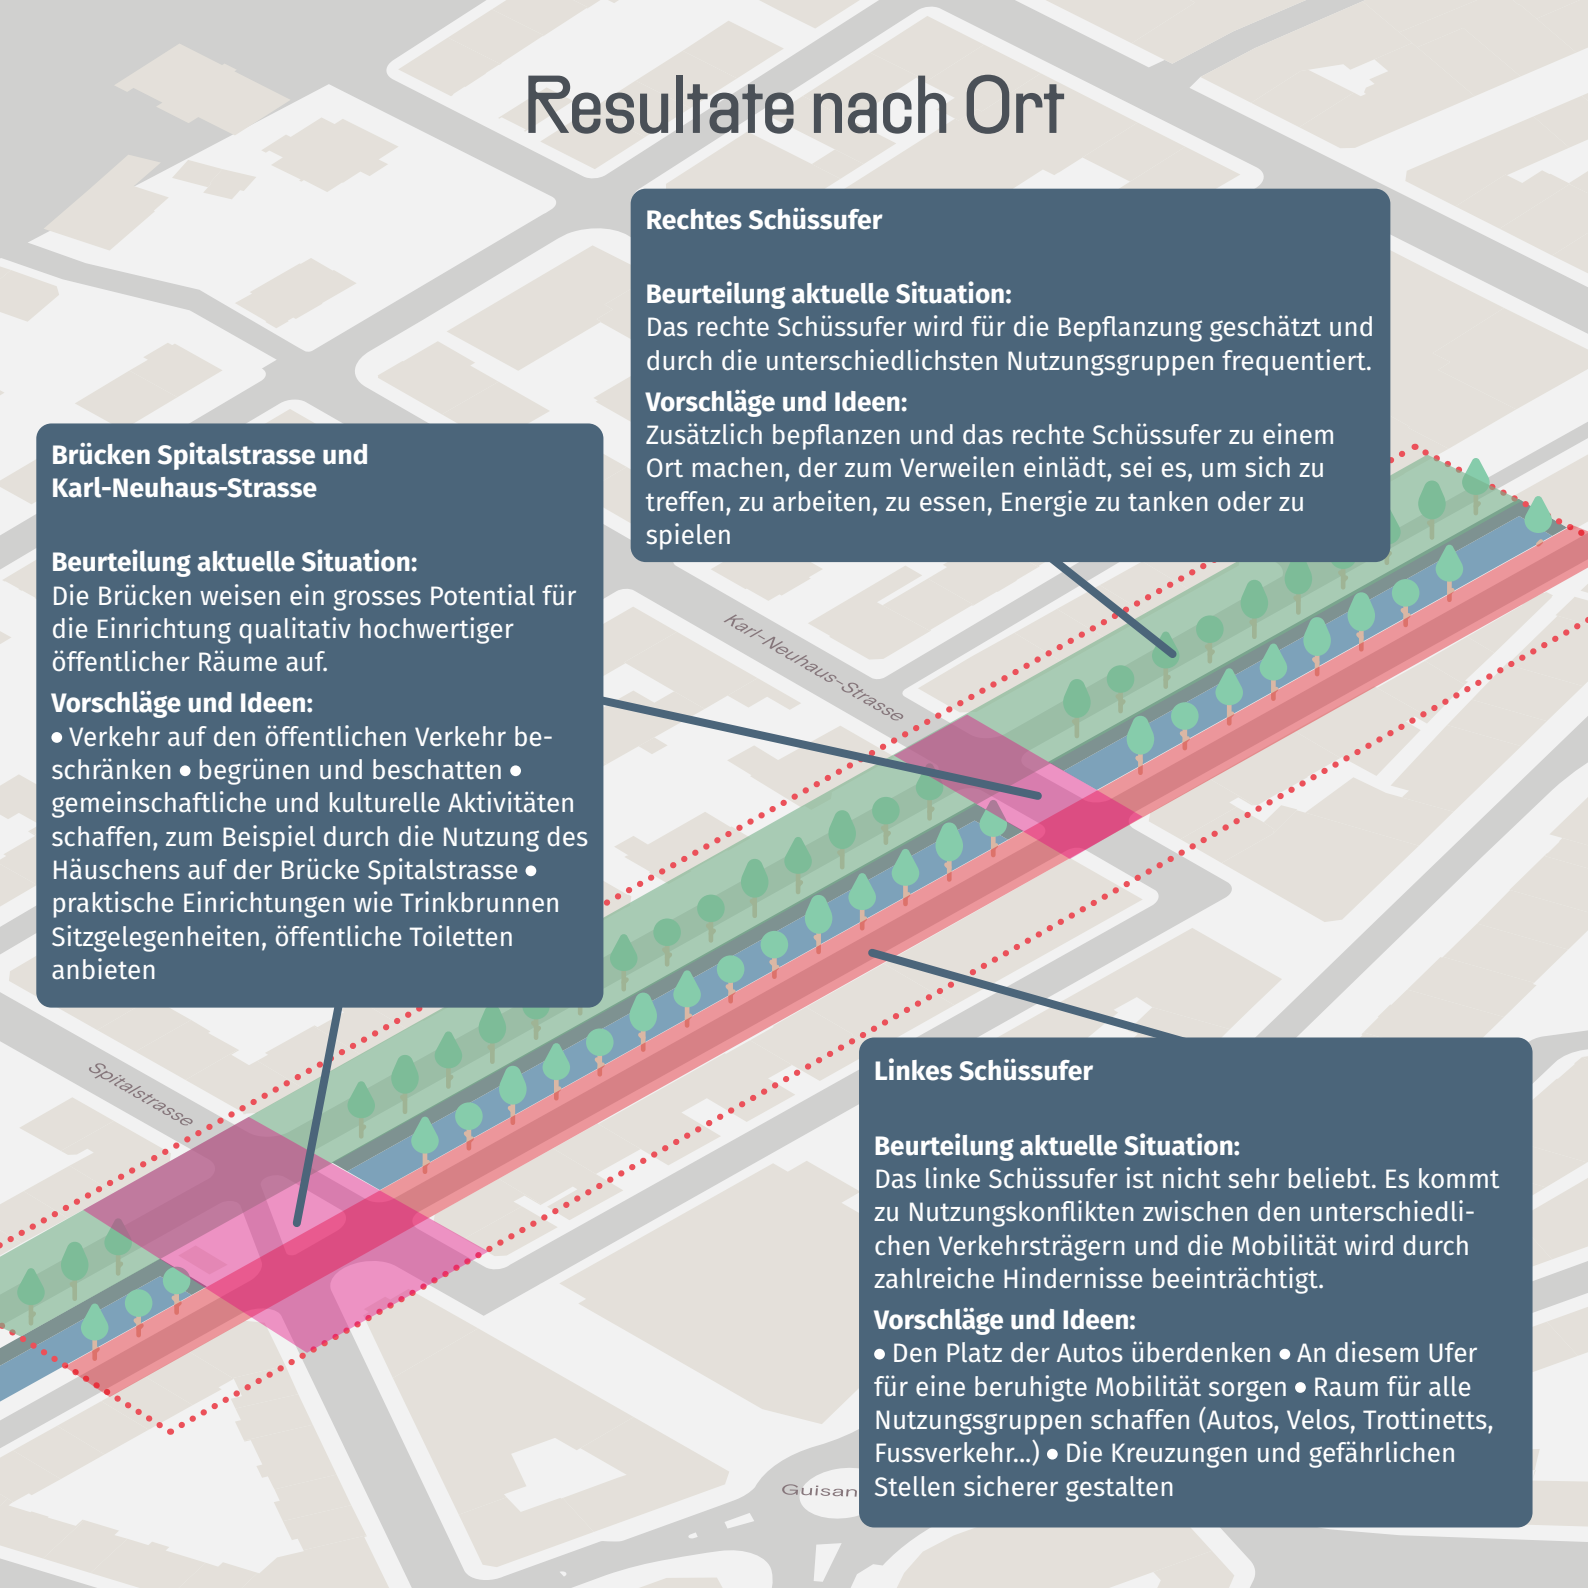 Resultate nach Ort
Rechtes Schüssufer
Beurteilung aktuelle Situation:
Das rechte Schüssufer wird für die Bepflanzung geschätzt und
durch die unterschiedlichsten Nutzungsgruppen frequentiert.
Vorschläge und Ideen:
Zusätzlich bepflanzen und das rechte Schüssufer zu einem
Ort machen, der zum Verweilen einlädt, sei es, um sich zu
treffen, zu arbeiten, zu essen, Energie zu tanken oder zu
spielen
Brücken Spitalstrasse und
Karl-Neuhaus-Strasse
Beurteilung aktuelle Situation:
Die Brücken weisen ein grosses Potential für
die Einrichtung qualitativ hochwertiger
öffentlicher Räume auf.
Vorschläge und Ideen:
• Verkehr auf den öffentlichen Verkehr be-
schränken • begrünen und beschatten •
gemeinschaftliche und kulturelle Aktivitäten
schaffen, zum Beispiel durch die Nutzung des
Häuschens auf der Brücke Spitalstrasse •
praktische Einrichtungen wie Trinkbrunnen
Sitzgelegenheiten, öffentliche Toiletten
anbieten
Karl-Neuhaus-Strasse
Spitalstrasse
Linkes Schüssufer
Beurteilung aktuelle Situation:
Das linke Schüssufer ist nicht sehr beliebt. Es kommt
zu Nutzungskonflikten zwischen den unterschiedli-
chen Verkehrsträgern und die Mobilität wird durch
zahlreiche Hindernisse beeinträchtigt.
Vorschläge und Ideen:
• Den Platz der Autos überdenken • An diesem Ufer
für eine beruhigte Mobilität sorgen • Raum für alle
Nutzungsgruppen schaffen (Autos, Velos, Trottinetts,
Fussverkehr...) • Die Kreuzungen und gefährlichen
Stellen sicherer gestalten
Guisan